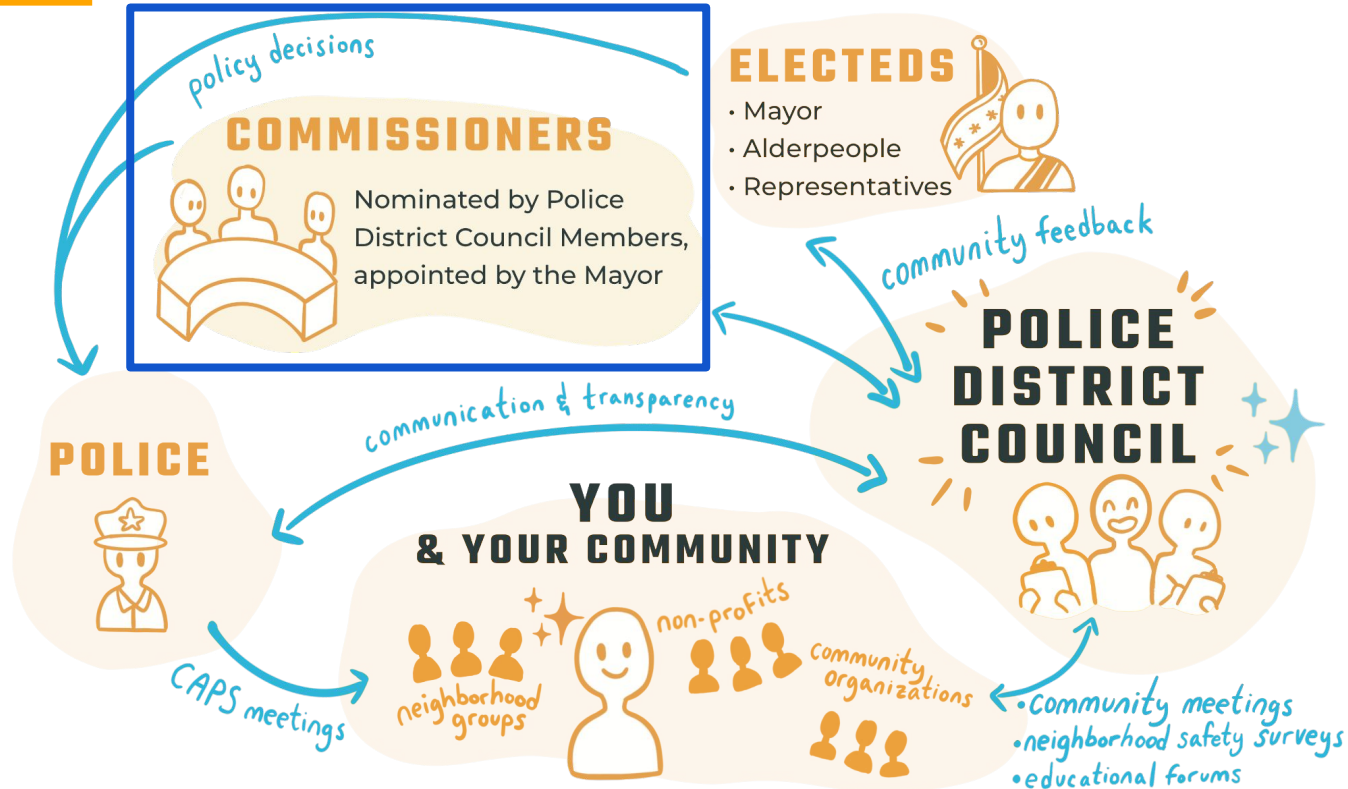 policy decisions
COMMISSIONERS
Nominated by Police
District Council Members,
appointed by the Mayor
ELECTEDS
• Mayor
• Alderpeople
• Representatives
community feedback
POLICE
DISTRICT
COUNCIL
communication & transparency
POLICE
YOU
& YOUR COMMUNITY
non-profits
community
organizations
neighborhood
groups
CAPS meetings
•community meetings
•neighborhood safety surveys
•educational forums